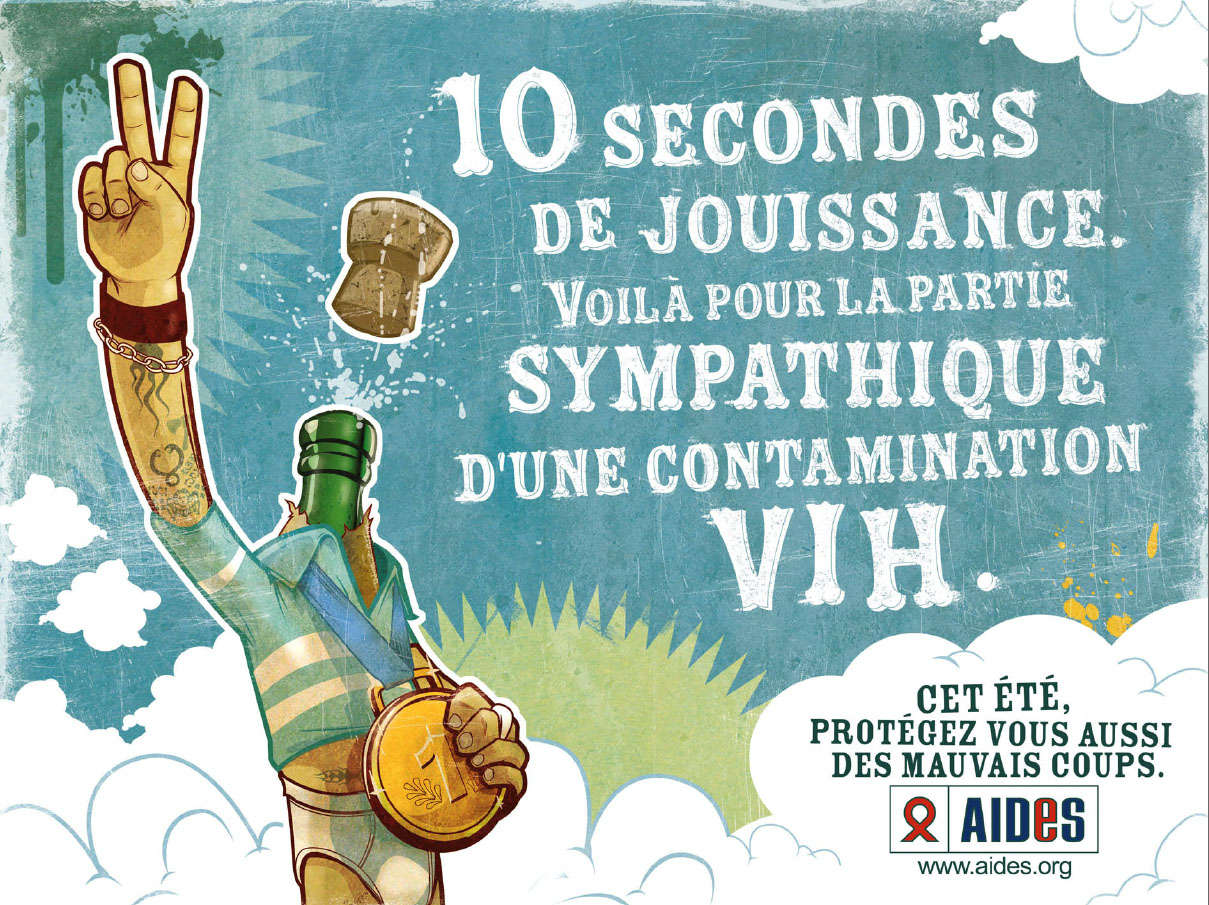 10 SECONDES
DE JOUISSANCE.
VOILÀ POUR LA PARTIE
SYMPATHIQUE
D'UNE CONTAMINATION
VIH.
1
CET ÉTÉ,
PROTÉGEZ VOUS AUSSI
DES MAUVAIS COUPS.
AIDeS
www.aides.org